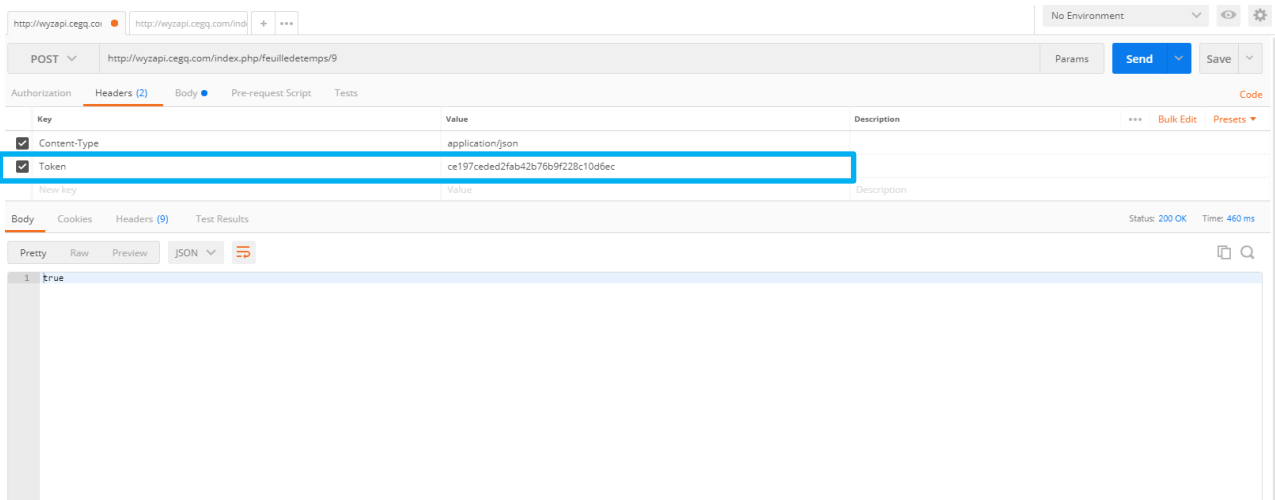 http://wyzapi.cegq.co http://wyzapi.cegq.com/ind + ••• No Environment
POST http://wyzapi.cegq.com/index.php/feuilledetemps/9 Params Send Save
Authorization Headers (2) Body Pre-request Script Tests Code
Key Value Description ••• Bulk Edit Presets
Content-Type application/json
Token ce197ceded2fab42b76b9f228c10d6ec
New key Value Description
Body Cookies Headers (9) Test Results Status: 200 OK Time: 460 ms
Pretty Raw Preview JSON
1 true